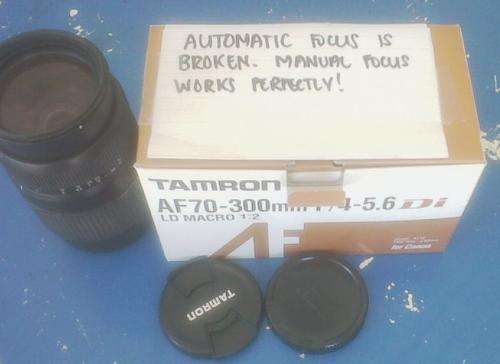 AUTOMATIC FOCUS IS
BROKEN. MANUAL FOCUS
WORKS PERFECTLY!
TAMRON
AF70-300mm F/4-5.6 Di
LD MACRO 1:2
AF
for Canon
TAMRON